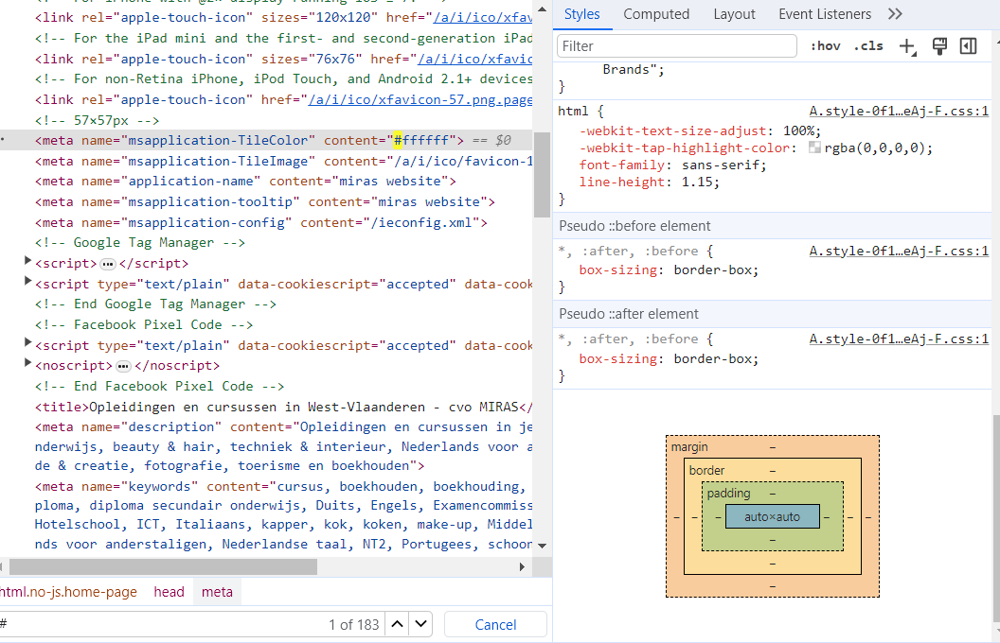 <link rel="apple-touch-icon" sizes="120x120" href="/a/i/ico/xfav
<!-- For the iPad mini and the first- and second-generation iPad
<link rel="apple-touch-icon" sizes="76x76" href="/a/i/ico/xfavic
<!-- For non-Retina iPhone, iPod Touch, and Android 2.1+ devices
<link rel="apple-touch-icon" href="/a/i/ico/xfavicon-57.png.page
<!-- 57×57px -->
<meta name="msapplication-TileColor" content="#ffffff"> == $0
<meta name="msapplication-TileImage" content="/a/i/ico/favicon-1
<meta name="application-name" content="miras website">
<meta name="msapplication-tooltip" content="miras website">
<meta name="msapplication-config" content="/ieconfig.xml">
<!-- Google Tag Manager -->
<script>…</script>
<script type="text/plain" data-cookiescript="accepted" data-cook
<!-- End Google Tag Manager -->
<!-- Facebook Pixel Code -->
<script type="text/plain" data-cookiescript="accepted" data-cook
<noscript>…</noscript>
<!-- End Facebook Pixel Code -->
<title>Opleidingen en cursussen in West-Vlaanderen - cvo MIRAS</
<meta name="description" content="Opleidingen en cursussen in je
nderwijs, beauty & hair, techniek & interieur, Nederlands voor a
de & creatie, fotografie, toerisme en boekhouden">
<meta name="keywords" content="cursus, boekhouden, boekhouding,
ploma, diploma secundair onderwijs, Duits, Engels, Examencommiss
Hotelschool, ICT, Italiaans, kapper, kok, koken, make-up, Middel
nds voor anderstaligen, Nederlandse taal, NT2, Portugees, schoon
html.no-js.home-page head meta
# 1 of 183 Cancel
Styles Computed Layout Event Listeners
Filter :hov .cls
Brands";
}
html { A.style-0f1…eAj-F.css:1
-webkit-text-size-adjust: 100%;
-webkit-tap-highlight-color: rgba(0,0,0,0);
font-family: sans-serif;
line-height: 1.15;
}
Pseudo ::before element
*, :after, :before { A.style-0f1…eAj-F.css:1
box-sizing: border-box;
}
Pseudo ::after element
*, :after, :before { A.style-0f1…eAj-F.css:1
box-sizing: border-box;
}
margin –
border –
padding –
– – – auto×auto – – –
–
–
–